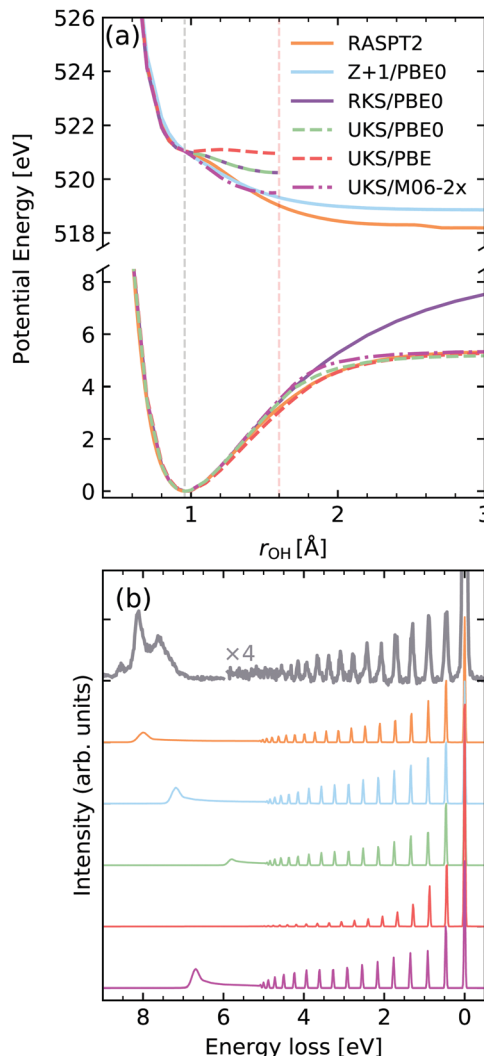 (a)
RASPT2
Z+1/PBE0
RKS/PBE0
UKS/PBE0
UKS/PBE
UKS/M06-2x
526
524
522
520
518
8
6
4
2
0
Potential Energy [eV]
1
2
3
r_OH [Å]
(b)
×4
Intensity (arb. units)
8
6
4
2
0
Energy loss [eV]